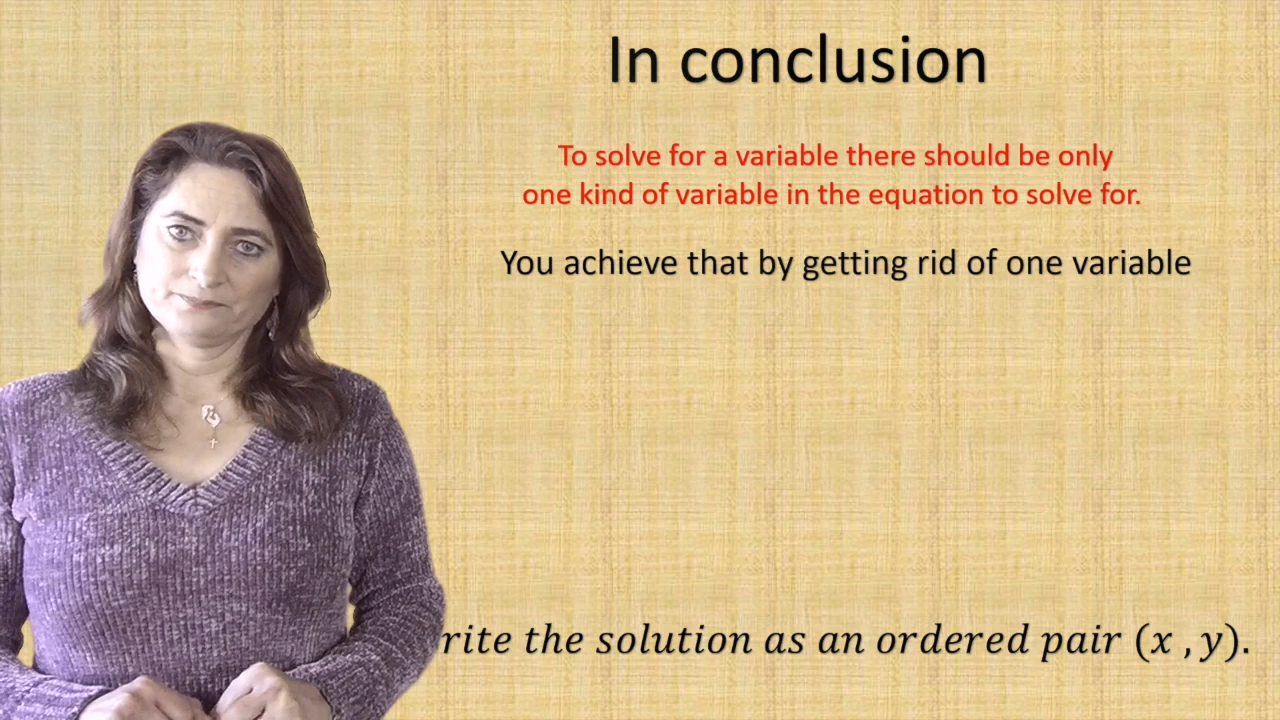 In conclusion
To solve for a variable there should be only
one kind of variable in the equation to solve for.
You achieve that by getting rid of one variable
rite the solution as an ordered pair (x , y).